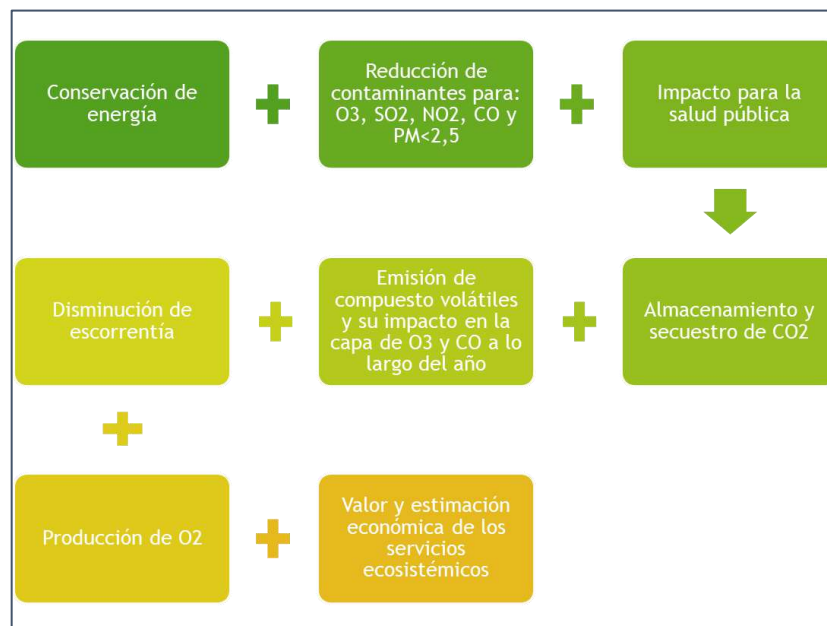 Conservación de
energía
Reducción de
contaminantes para:
O3, SO2, NO2, CO y
PM<2,5
Impacto para la
salud pública
Almacenamiento y
secuestro de CO2
Emisión de
compuesto volátiles
y su impacto en la
capa de O3 y CO a lo
largo del año
Disminución de
escorrentía
Producción de O2
Valor y estimación
económica de los
servicios
ecosistémicos